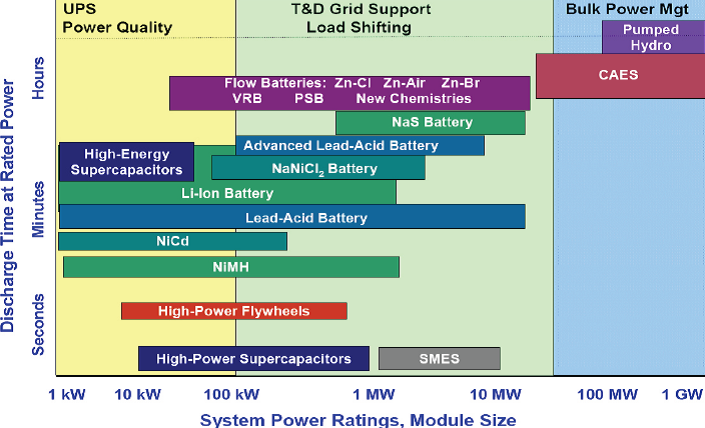 UPS
Power Quality
T&D Grid Support
Load Shifting
Bulk Power Mgt
Pumped
Hydro
CAES
Flow Batteries: Zn-Cl Zn-Air Zn-Br
VRB PSB New Chemistries
NaS Battery
Advanced Lead-Acid Battery
High-Energy
Supercapacitors
NaNiCl₂ Battery
Li-Ion Battery
Lead-Acid Battery
NiCd
NiMH
High-Power Flywheels
High-Power Supercapacitors
SMES
Discharge Time at Rated Power
Hours
Minutes
Seconds
1 kW 10 kW 100 kW 1 MW 10 MW 100 MW 1 GW
System Power Ratings, Module Size